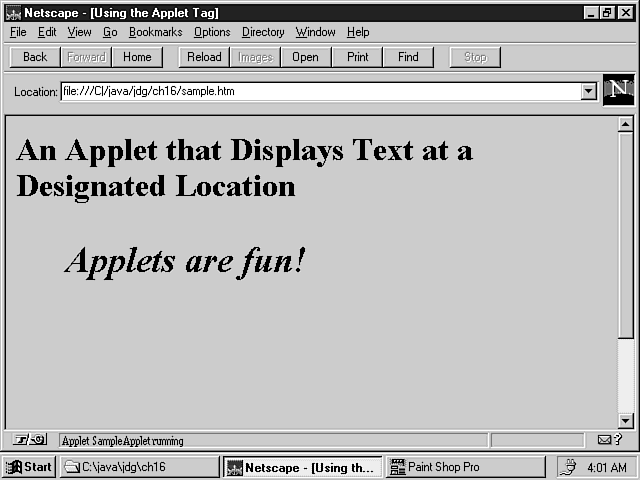 Netscape - [Using the Applet Tag]
File Edit View Go Bookmarks Options Directory Window Help
Back Forward Home Reload Images Open Print Find Stop
Location: file:///C|/java/jdg/ch16/sample.htm
N
An Applet that Displays Text at a
Designated Location
Applets are fun!
Applet SampleApplet running
?
Start C:\java\jdg\ch16 Netscape - [Using th... Paint Shop Pro 4:01 AM